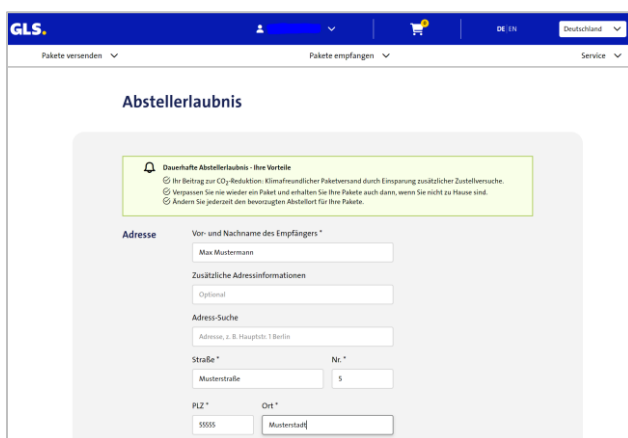 GLS.
0
DE|EN
Deutschland
Pakete versenden
Pakete empfangen
Service
Abstellerlaubnis
Dauerhafte Abstellerlaubnis - Ihre Vorteile
Ihr Beitrag zur CO₂-Reduktion: Klimafreundlicher Paketversand durch Einsparung zusätzlicher Zustellversuche.
Verpassen Sie nie wieder ein Paket und erhalten Sie Ihre Pakete auch dann, wenn Sie nicht zu Hause sind.
Ändern Sie jederzeit den bevorzugten Abstellort für Ihre Pakete.
Adresse
Vor- und Nachname des Empfängers *
Max Mustermann
Zusätzliche Adressinformationen
Optional
Adress-Suche
Adresse, z. B. Hauptstr. 1 Berlin
Straße * Nr. *
Musterstraße 5
PLZ * Ort *
55555 Musterstadt